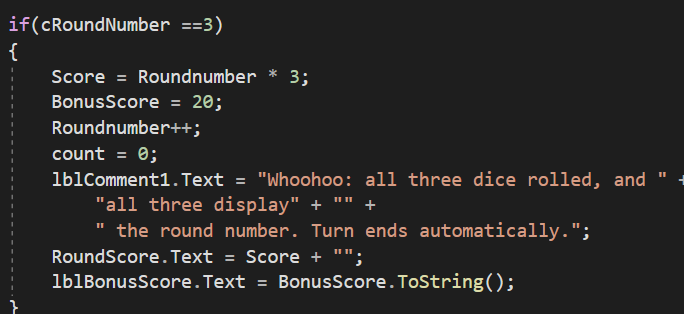 if(cRoundNumber ==3)
{
Score = Roundnumber * 3;
BonusScore = 20;
Roundnumber++;
count = 0;
lblComment1.Text = "Whoohoo: all three dice rolled, and " +
"all three display" + "" +
" the round number. Turn ends automatically.";
RoundScore.Text = Score + "";
lblBonusScore.Text = BonusScore.ToString();
}